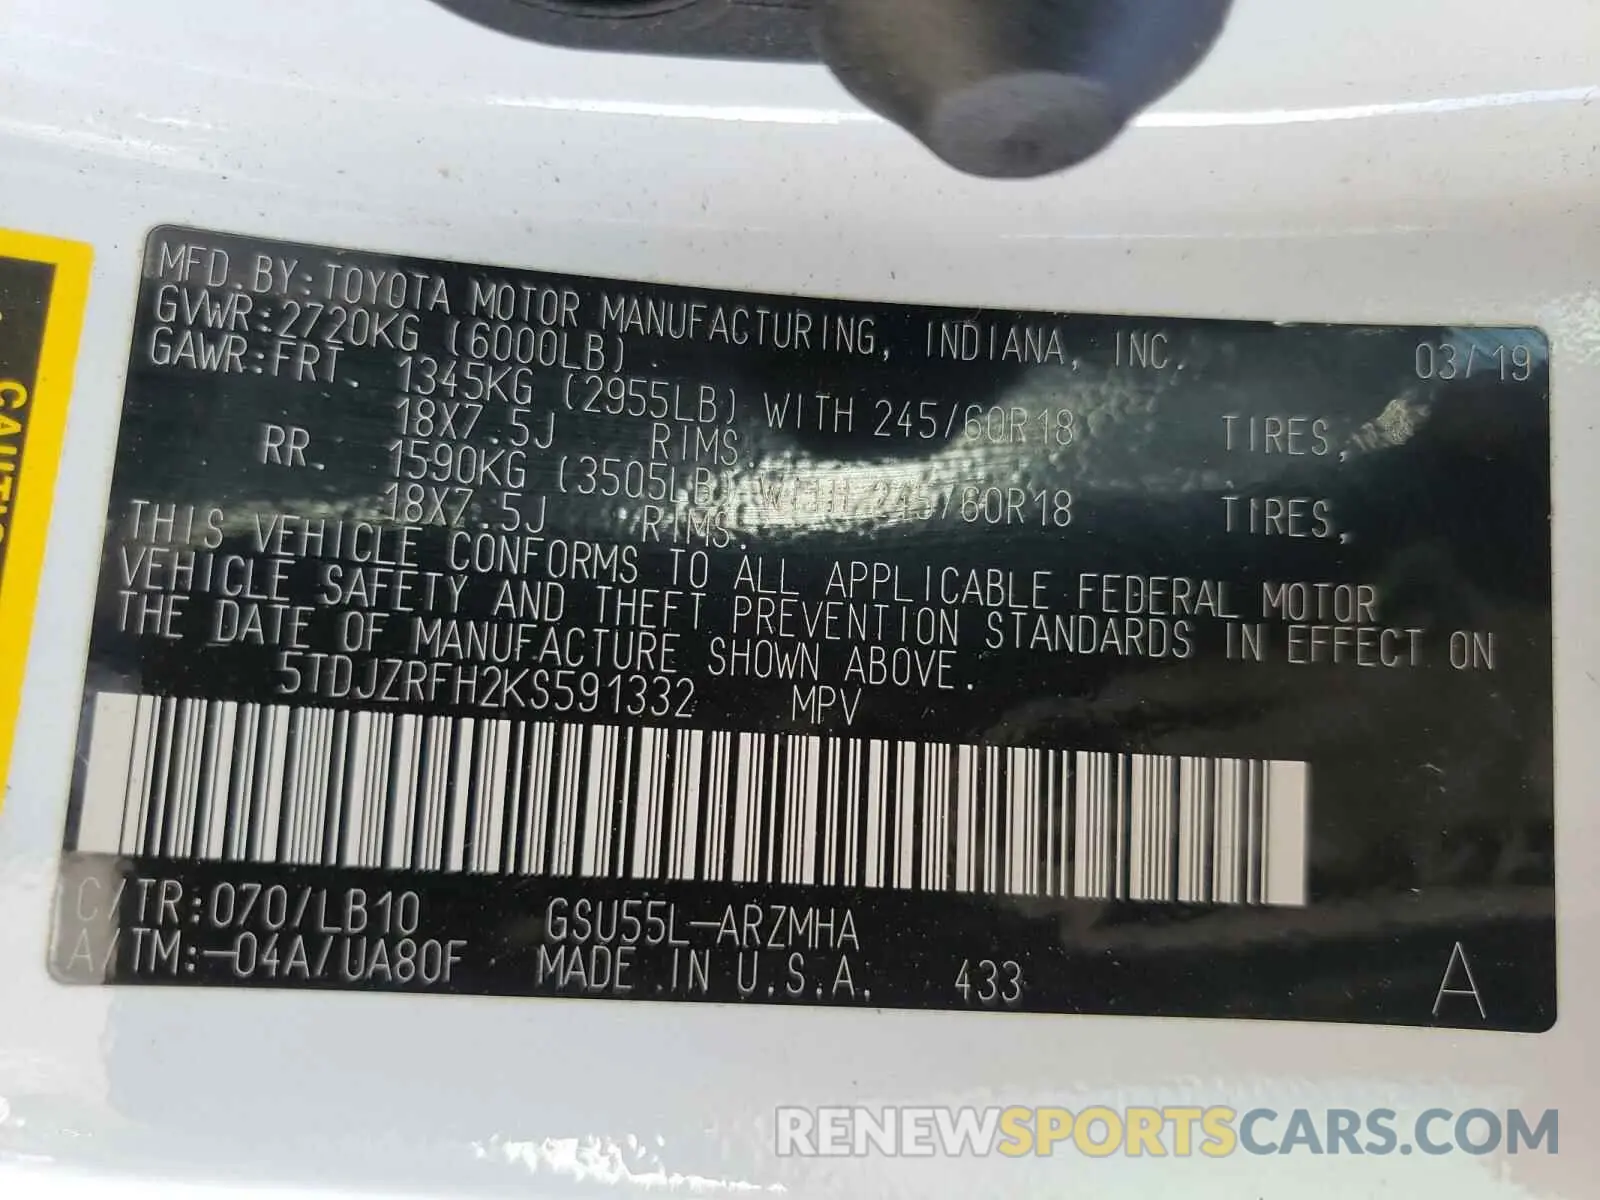 MFD.BY:TOYOTA MOTOR MANUFACTURING, INDIANA, INC. 03/19
GVWR:2720KG (6000LB)
GAWR:FRT. 1345KG (2955LB) WITH 245/60R18 TIRES,
18X7.5J RIMS.
RR. 1590KG (3505LB) WITH 245/60R18 TIRES,
18X7.5J RIMS.
THIS VEHICLE CONFORMS TO ALL APPLICABLE FEDERAL MOTOR
VEHICLE SAFETY AND THEFT PREVENTION STANDARDS IN EFFECT ON
THE DATE OF MANUFACTURE SHOWN ABOVE.
5TDJZRFH2KS591332 MPV
C/TR:070/LB10 GSU55L-ARZMHA
A/TM:-04A/UA80F MADE IN U.S.A. 433 A
RENEWSPORTSCARS.COM